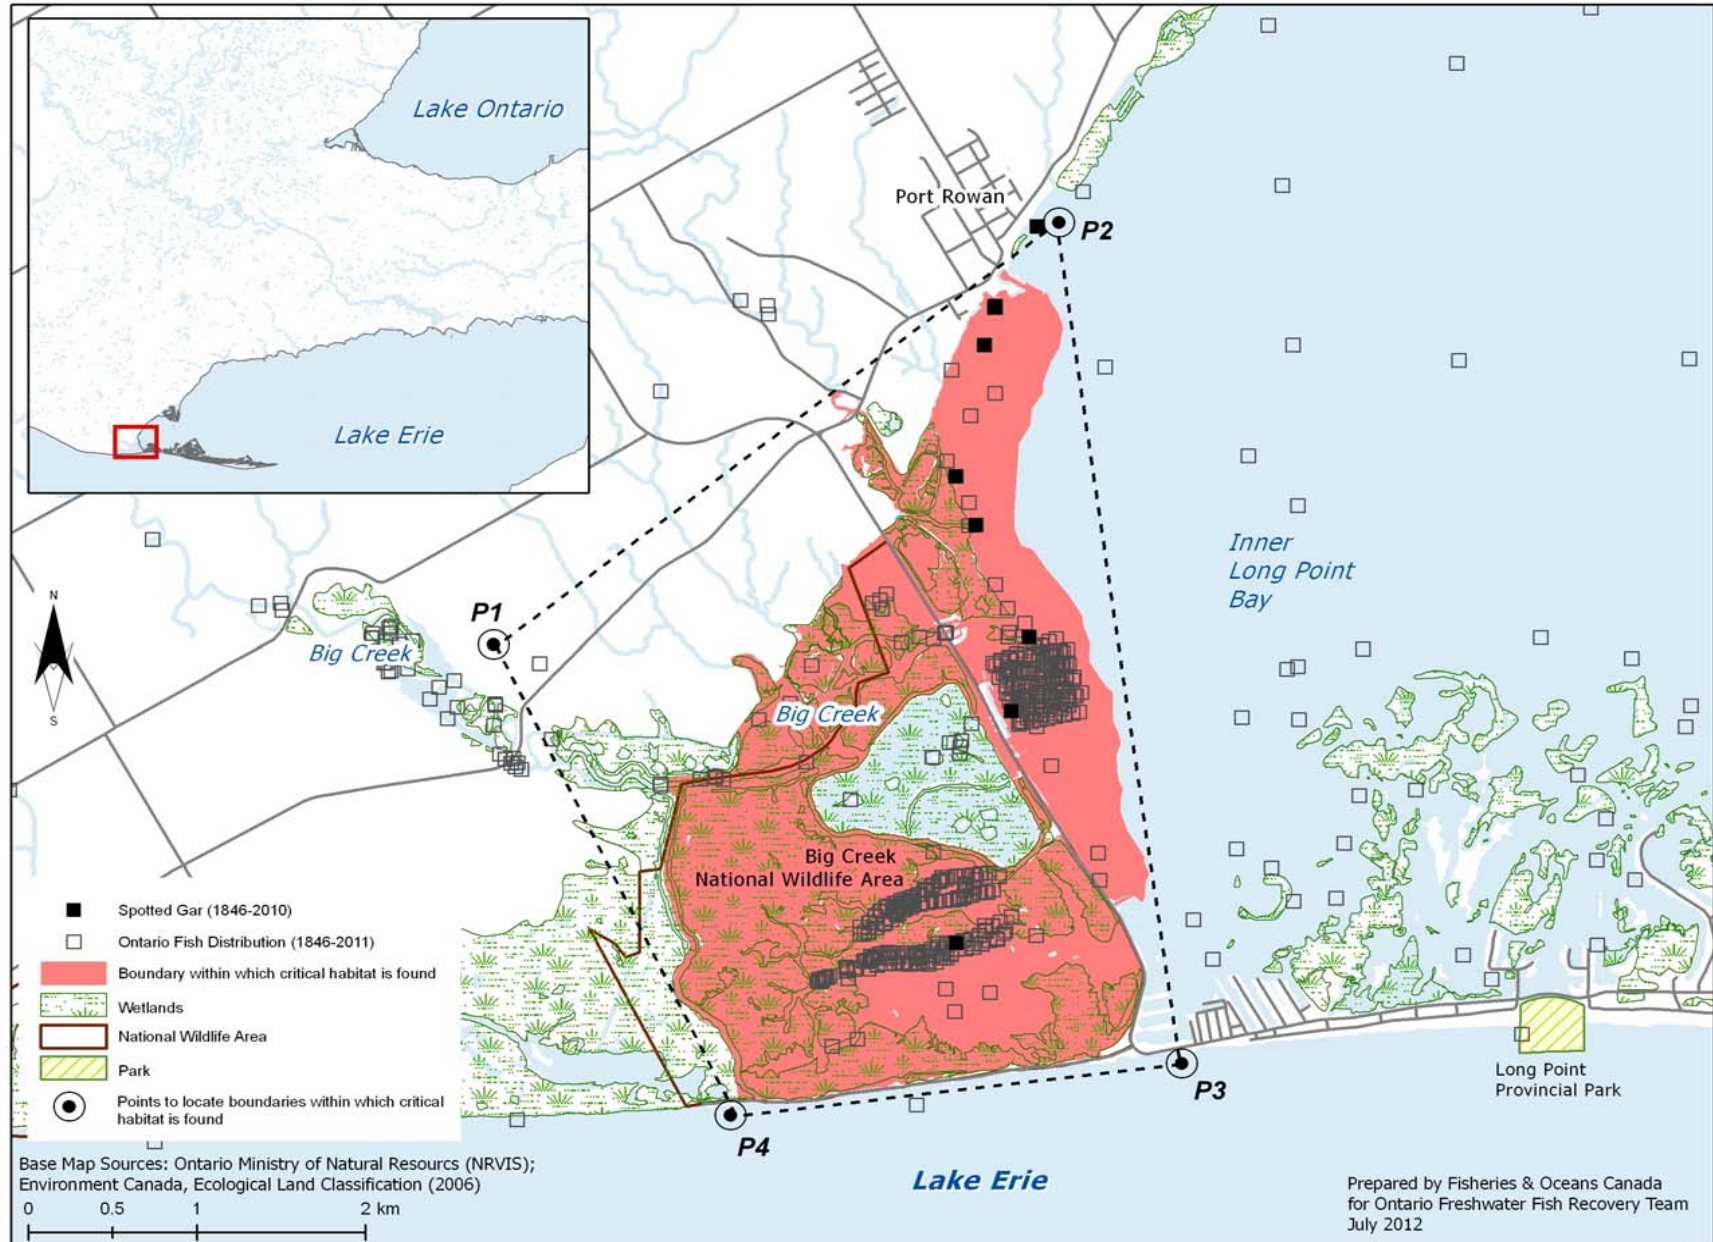 Lake Ontario
Lake Erie
Port Rowan
P2
Inner
Long Point
Bay
P1
Big Creek
Big Creek
Big Creek
National Wildlife Area
N
S
Spotted Gar (1846-2010)
Ontario Fish Distribution (1846-2011)
Boundary within which critical habitat is found
Wetlands
National Wildlife Area
Park
Points to locate boundaries within which critical
habitat is found
P3
P4
Long Point
Provincial Park
Lake Erie
Base Map Sources: Ontario Ministry of Natural Resourcs (NRVIS);
Environment Canada, Ecological Land Classification (2006)
0 0.5 1 2 km
Prepared by Fisheries & Oceans Canada
for Ontario Freshwater Fish Recovery Team
July 2012